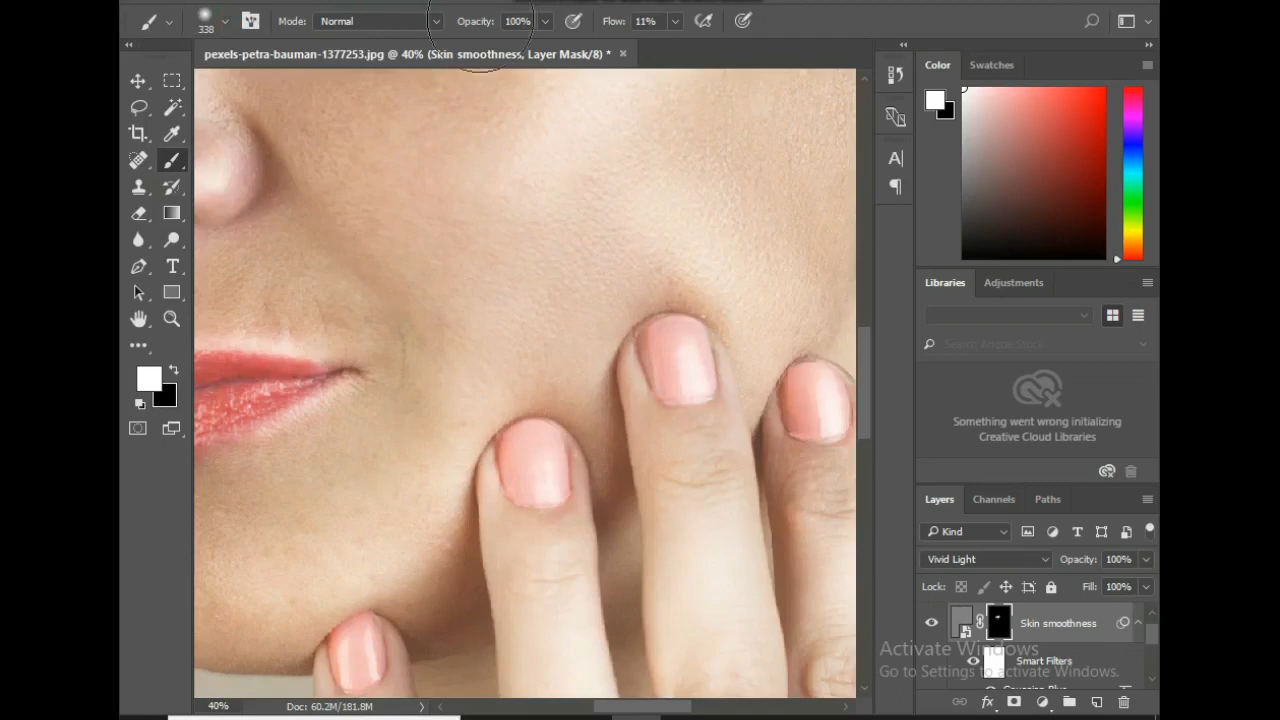 338
Mode: Normal Opacity: 100% Flow: 11%
pexels-petra-bauman-1377253.jpg @ 40% (Skin smoothness, Layer Mask/8) * ×
Color Swatches
Libraries Adjustments
Search Adobe Stock
Something went wrong initializing
Creative Cloud Libraries
Layers Channels Paths
Kind
Vivid Light Opacity: 100%
Lock: Fill: 100%
Skin smoothness
Activate Windows
Smart Filters
Go to Settings to activate Windows.
40% Doc: 60.2M/181.8M